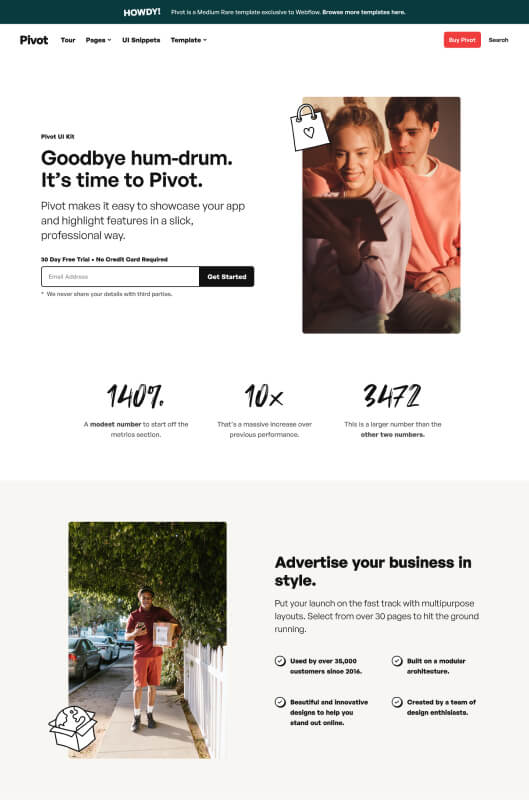 HOWDY! Pivot is a Medium Rare template exclusive to Webflow. Browse more templates here.
Pivot Tour Pages UI Snippets Template Buy Pivot Search
Pivot UI Kit
Goodbye hum-drum.
It's time to Pivot.
Pivot makes it easy to showcase your app
and highlight features in a slick,
professional way.
30 Day Free Trial • No Credit Card Required
Email Address Get Started
* We never share your details with third parties.
140% 10x 3472
A modest number to start off the
metrics section.
That's a massive increase over
previous performance.
This is a larger number than the
other two numbers.
Advertise your business in
style.
Put your launch on the fast track with multipurpose
layouts. Select from over 30 pages to hit the ground
running.
Used by over 35,000
customers since 2016.
Built on a modular
arhitecture.
Beautiful and innovative
designs to help you
stand out online.
Created by a team of
design enthisiasts.